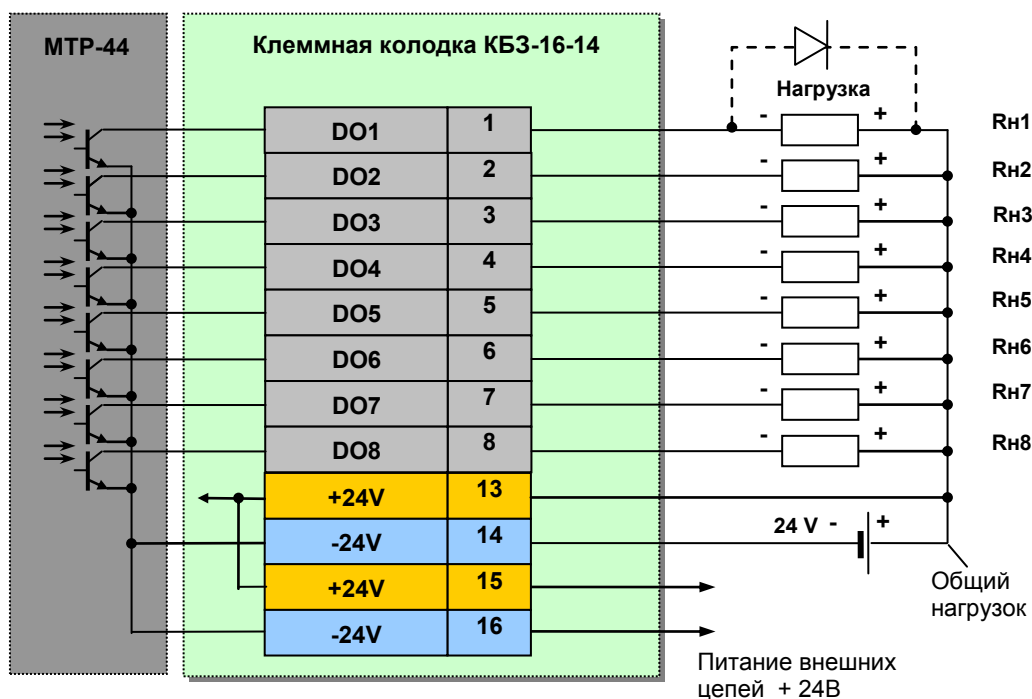 МТР-44
Клеммная колодка КБЗ-16-14
Нагрузка
DO1 1 - + Rн1
DO2 2 - + Rн2
DO3 3 - + Rн3
DO4 4 - + Rн4
DO5 5 - + Rн5
DO6 6 - + Rн6
DO7 7 - + Rн7
DO8 8 - + Rн8
+24V 13
-24V 14 24 V - +
+24V 15
-24V 16
Общий
нагрузок
Питание внешних
цепей + 24В